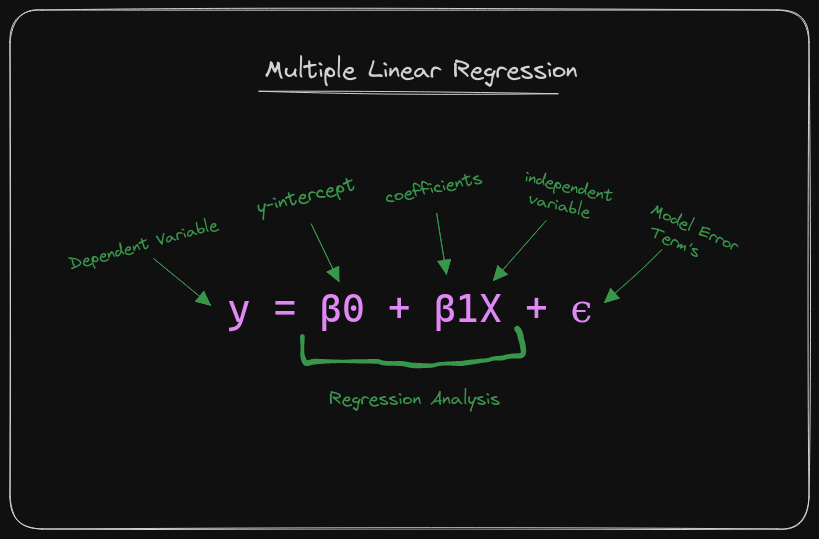 Multiple Linear Regression
Dependent Variable
y-intercept
coefficients
independent
variable
Model Error
Term's
y = β0 + β1X + ϵ
Regression Analysis